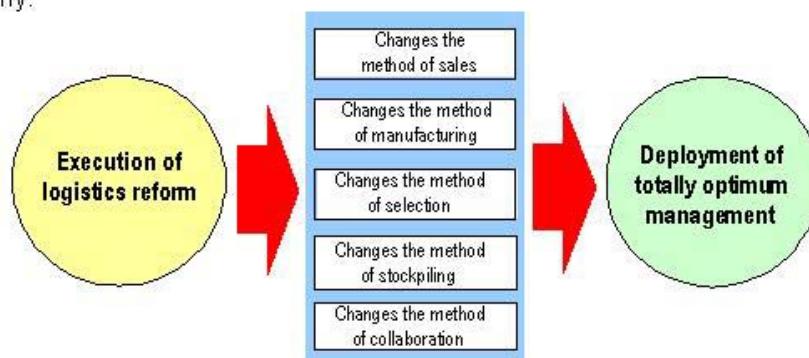 Execution of
logistics reform
Changes the
method of sales
Changes the method
of manufacturing
Changes the method
of selection
Changes the method
of stockpiling
Changes the method
of collaboration
Deployment of
totally optimum
management